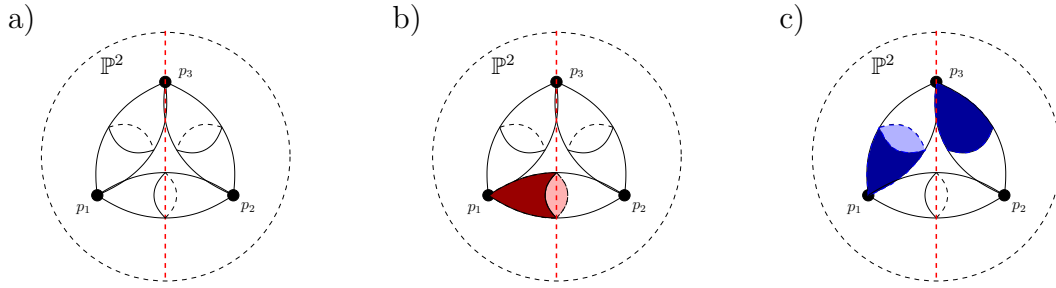 a)
ℙ²
p₃
p₁
p₂
b)
ℙ²
p₃
p₁
p₂
c)
ℙ²
p₃
p₁
p₂